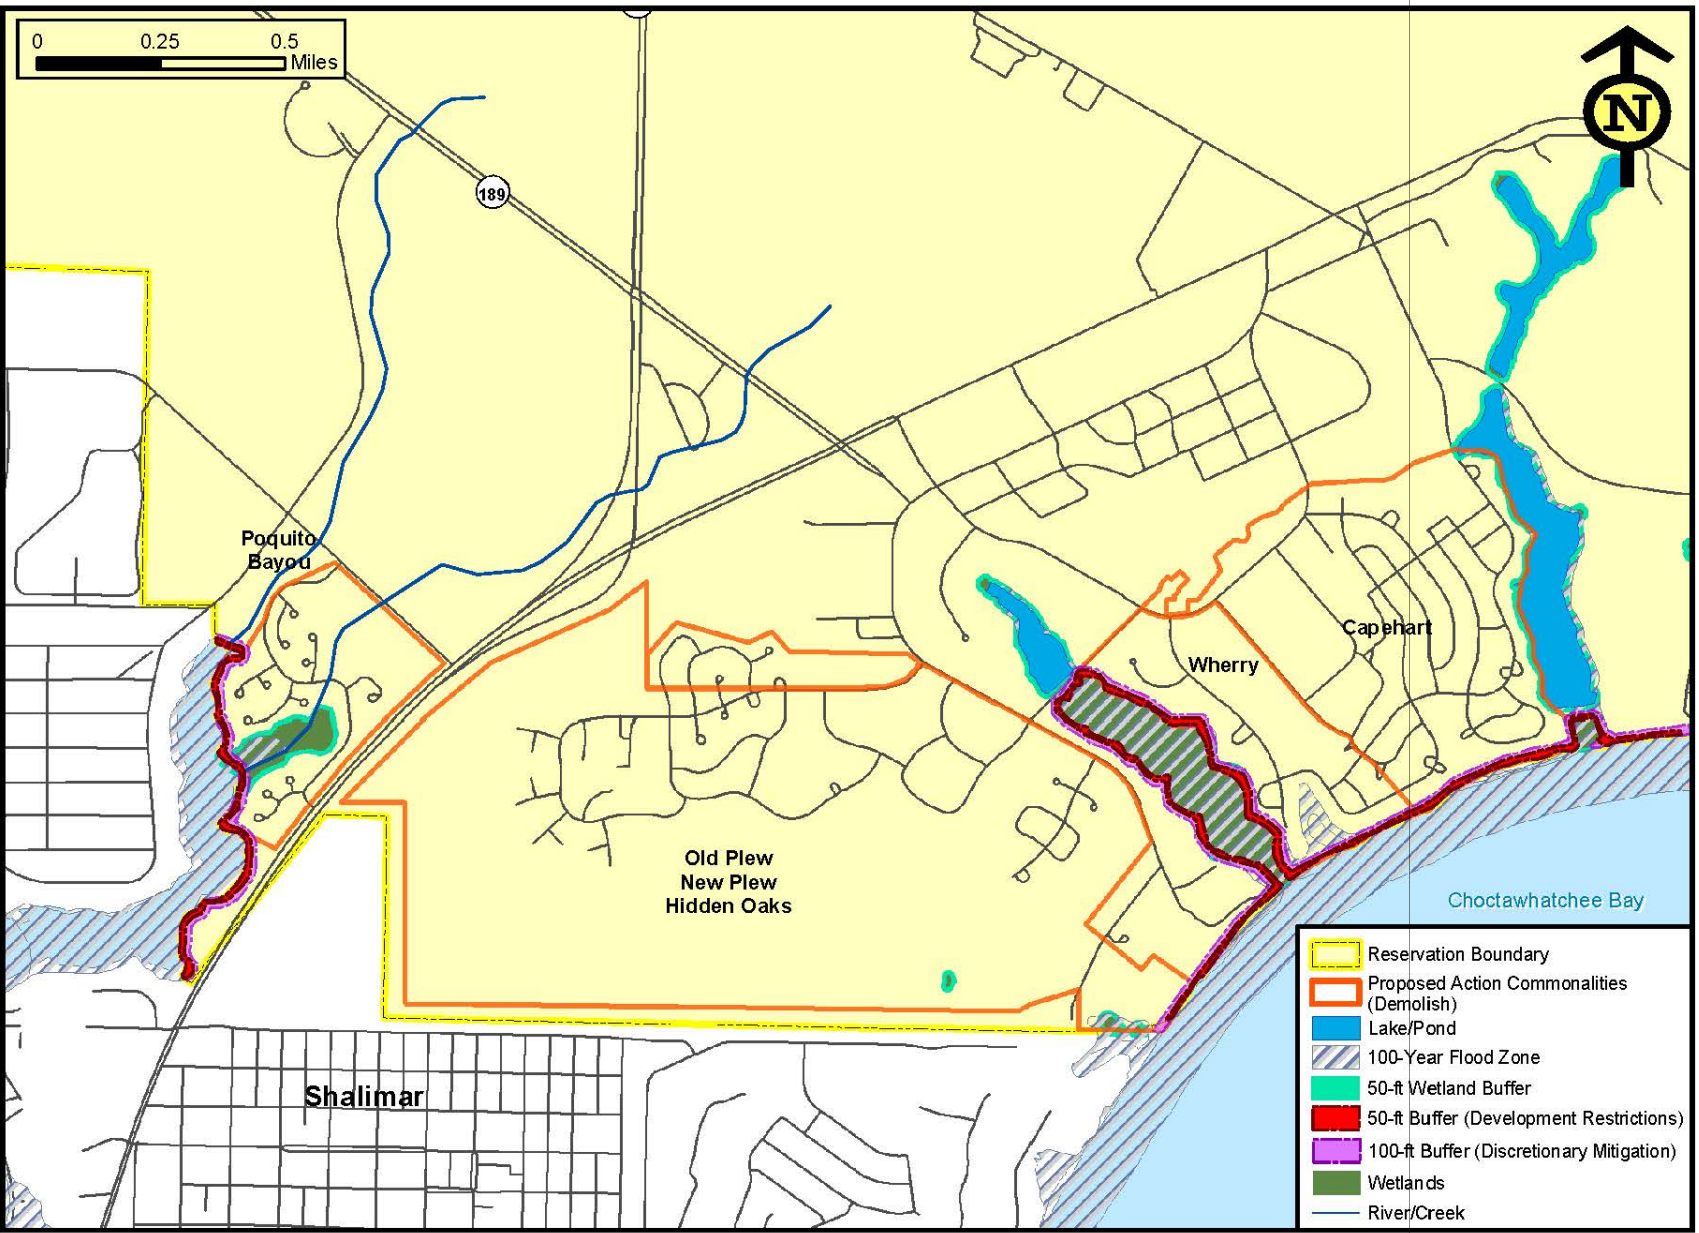 0 0.25 0.5
Miles
N
189
Poquito
Bayou
Capehart
Wherry
Old Plew
New Plew
Hidden Oaks
Choctawhatchee Bay
Shalimar
Reservation Boundary
Proposed Action Commonalities
(Demolish)
Lake/Pond
100-Year Flood Zone
50-ft Wetland Buffer
50-ft Buffer (Development Restrictions)
100-ft Buffer (Discretionary Mitigation)
Wetlands
River/Creek